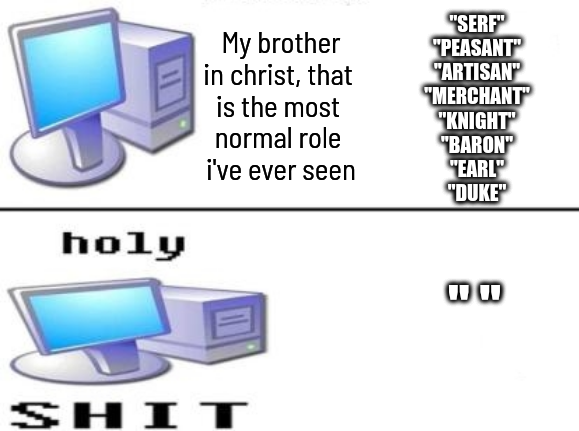 My brother
in christ, that
is the most
normal role
i've ever seen
"SERF"
"PEASANT"
"ARTISAN"
"MERCHANT"
"KNIGHT"
"BARON"
"EARL"
"DUKE"
holy
" "
SHIT